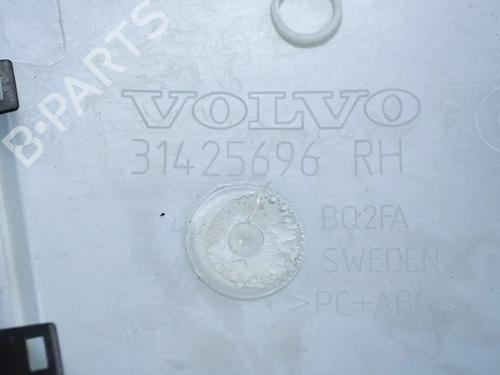 B-PARTS
VOLVO
31425696 RH
BQ2FA
SWEDEN
>PC+ABS<